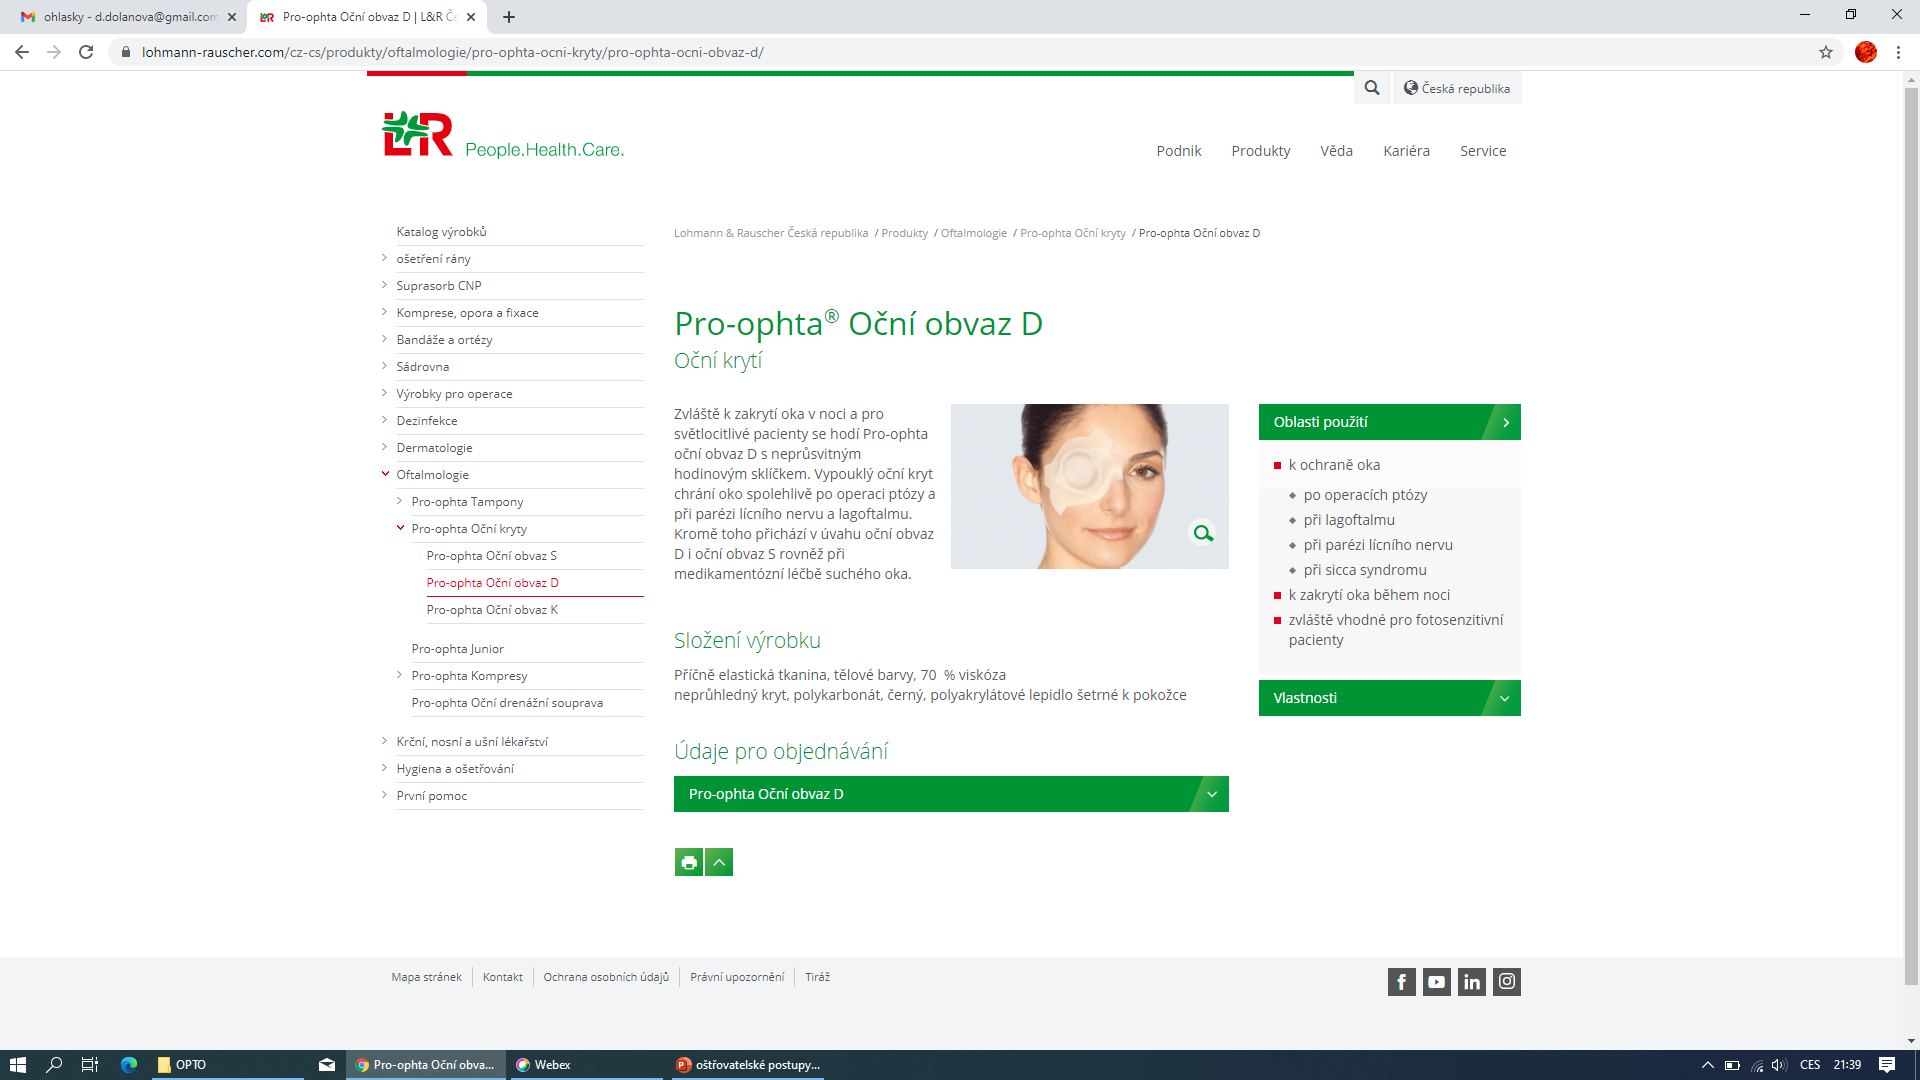 ohlasky - d.dolanova@gmail.com
Pro-ophta Oční obvaz D | L&R Če
lohmann-rauscher.com/cz-cs/produkty/oftalmologie/pro-ophta-ocni-kryty/pro-ophta-ocni-obvaz-d/
Česká republika
L&R People.Health.Care.
Podnik Produkty Věda Kariéra Service
Katalog výrobků
ošetření rány
Suprasorb CNP
Komprese, opora a fixace
Bandáže a ortézy
Sádrovna
Výrobky pro operace
Dezinfekce
Dermatologie
Oftalmologie
Pro-ophta Tampony
Pro-ophta Oční kryty
Pro-ophta Oční obvaz S
Pro-ophta Oční obvaz D
Pro-ophta Oční obvaz K
Pro-ophta Junior
Pro-ophta Kompresy
Pro-ophta Oční drenážní souprava
Krční, nosní a ušní lékařství
Hygiena a ošetřování
První pomoc
Lohmann & Rauscher Česká republika / Produkty / Oftalmologie / Pro-ophta Oční kryty / Pro-ophta Oční obvaz D
Pro-ophta® Oční obvaz D
Oční krytí
Zvláště k zakrytí oka v noci a pro
světlocitlivé pacienty se hodí Pro-ophta
oční obvaz D s neprůsvitným
hodinovým sklíčkem. Vypouklý oční kryt
chrání oko spolehlivě po operaci ptózy a
při parézi lícního nervu a lagoftalmu.
Kromě toho přichází v úvahu oční obvaz
D i oční obvaz S rovněž při
medikamentózní léčbě suchého oka.
Složení výrobku
Příčně elastická tkanina, tělové barvy, 70 % viskóza
neprůhledný kryt, polykarbonát, černý, polyakrylátové lepidlo šetrné k pokožce
Údaje pro objednávání
Pro-ophta Oční obvaz D
Oblasti použití
k ochraně oka
po operacích ptózy
při lagoftalmu
při parézi lícního nervu
při sicca syndromu
k zakrytí oka během noci
zvláště vhodné pro fotosenzitivní
pacienty
Vlastnosti
Mapa stránek Kontakt Ochrana osobních údajů Právní upozornění Tiráž
OPTO
Pro-ophta Oční obva...
Webex
oštřovatelské postupy...
CES 21:39